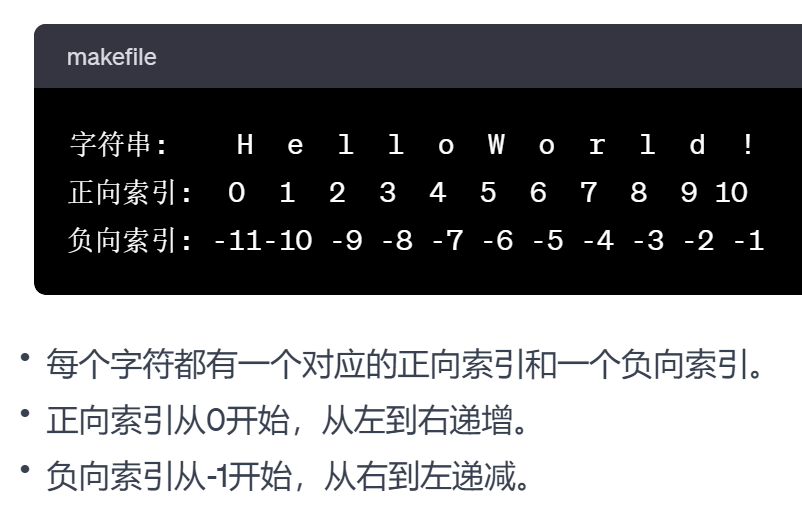 makefile
字符串:    H  e  l  l  o  W  o  r  l  d  !
正向索引:  0  1  2  3  4  5  6  7  8  9 10
负向索引: -11-10 -9 -8 -7 -6 -5 -4 -3 -2 -1
• 每个字符都有一个对应的正向索引和一个负向索引。
• 正向索引从0开始，从左到右递增。
• 负向索引从-1开始，从右到左递减。